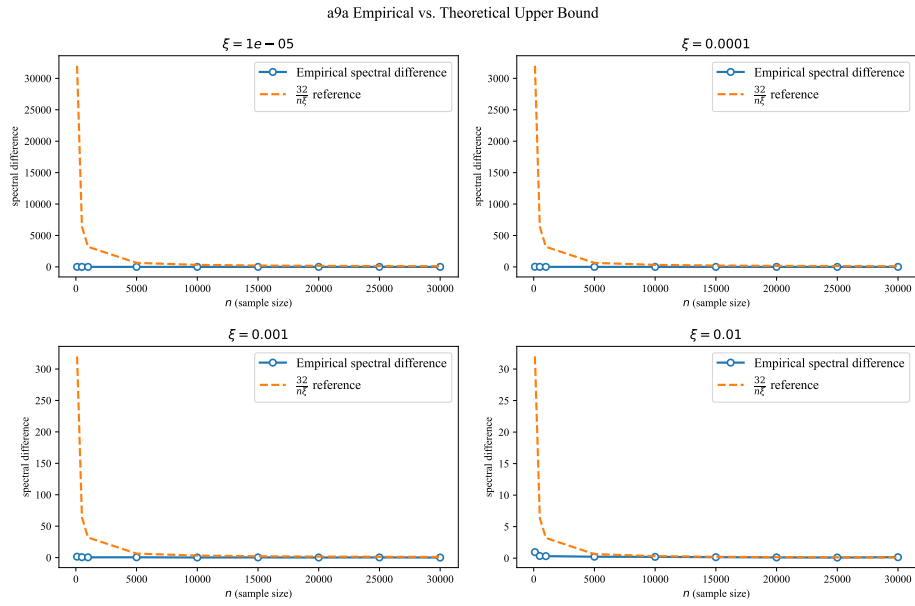 a9a Empirical vs. Theoretical Upper Bound
ξ = 1e − 05
Empirical spectral difference
32/nξ reference
spectral difference
30000
25000
20000
15000
10000
5000
0
0 5000 10000 15000 20000 25000 30000
n (sample size)
ξ = 0.0001
Empirical spectral difference
32/nξ reference
spectral difference
3000
2500
2000
1500
1000
500
0
0 5000 10000 15000 20000 25000 30000
n (sample size)
ξ = 0.001
Empirical spectral difference
32/nξ reference
spectral difference
300
250
200
150
100
50
0
0 5000 10000 15000 20000 25000 30000
n (sample size)
ξ = 0.01
Empirical spectral difference
32/nξ reference
spectral difference
30
25
20
15
10
5
0
0 5000 10000 15000 20000 25000 30000
n (sample size)